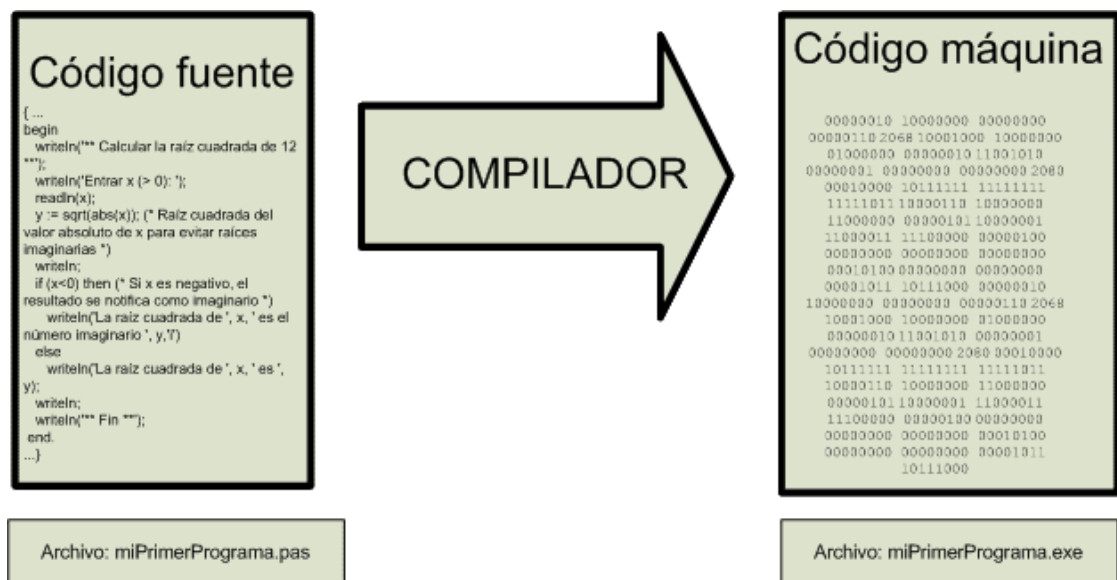 Código fuente
{ ...
begin
writeln('** Calcular la raíz cuadrada de 12
**');
writeln('Entrar x (> 0): ');
readln(x);
y := sqrt(abs(x)); (* Raíz cuadrada del
valor absoluto de x para evitar raíces
imaginarias *)
writeln;
if (x<0) then (* Si x es negativo, el
resultado se notifica como imaginario *)
writeln('La raíz cuadrada de ', x, ' es el
número imaginario ', y,'i')
else
writeln('La raíz cuadrada de ', x, ' es ',
y);
writeln;
writeln('** Fin **');
end.
...}
Archivo: miPrimerPrograma.pas
COMPILADOR
Código máquina
00000010 10000000 00000000
00000110 2068 10001000 10000000
01000000 00000010 11001010
00000001 00000000 00000000 2080
00010000 10111111 11111111
11111011 10000110 10000000
11000000 00000101 10000001
11000011 11100000 00000100
00000000 00000000 00000000
00010100 00000000 00000000
00001011 10111000 00000010
10000000 00000000 00000110 2068
10001000 10000000 01000000
00000010 11001010 00000001
00000000 00000000 2080 00010000
10111111 11111111 11111011
10000110 10000000 11000000
00000101 10000001 11000011
11100000 00000100 00000000
00000000 00000000 00010100
00000000 00000000 00001011
10111000
Archivo: miPrimerPrograma.exe